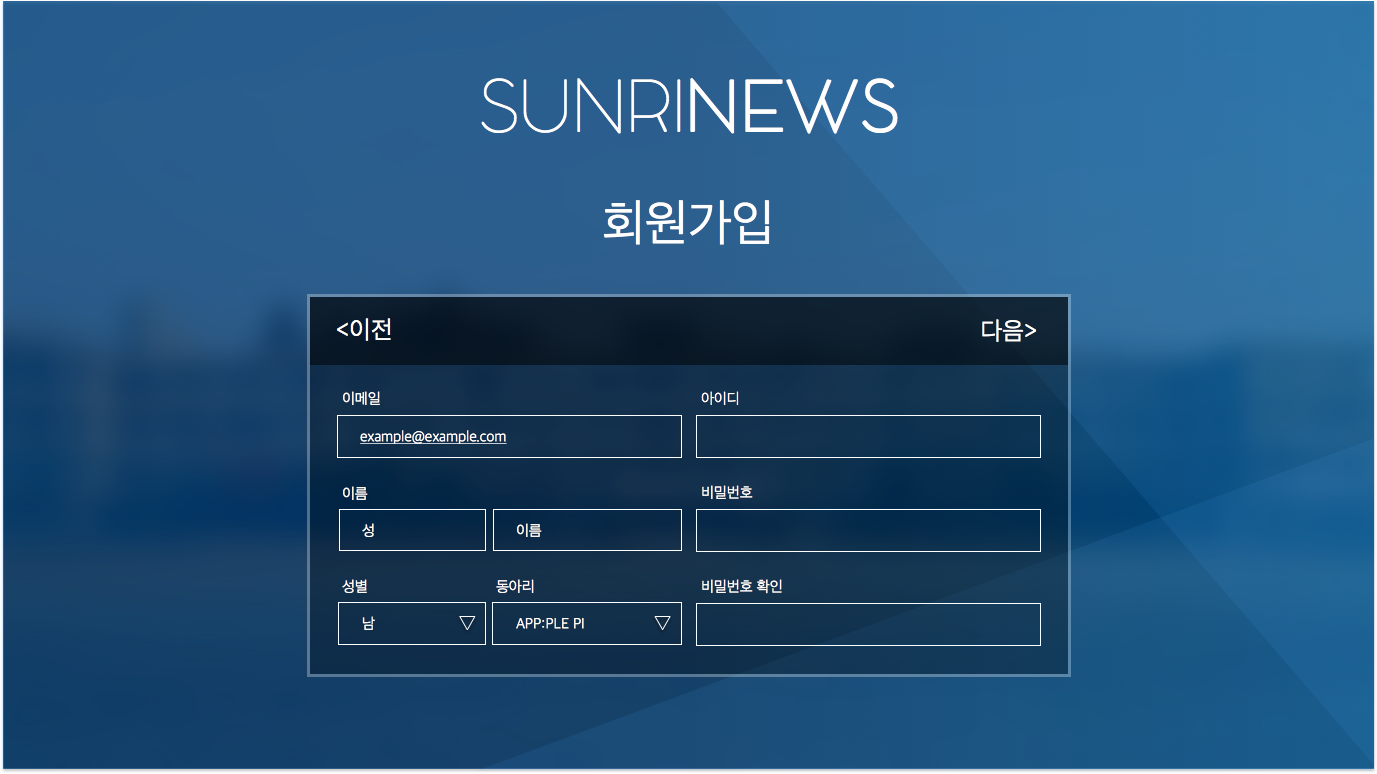 SUNRINEWS
회원가입
<이전 다음>
이메일 아이디
example@example.com
이름 비밀번호
성 이름
성별 동아리 비밀번호 확인
남 APP:PLE PI